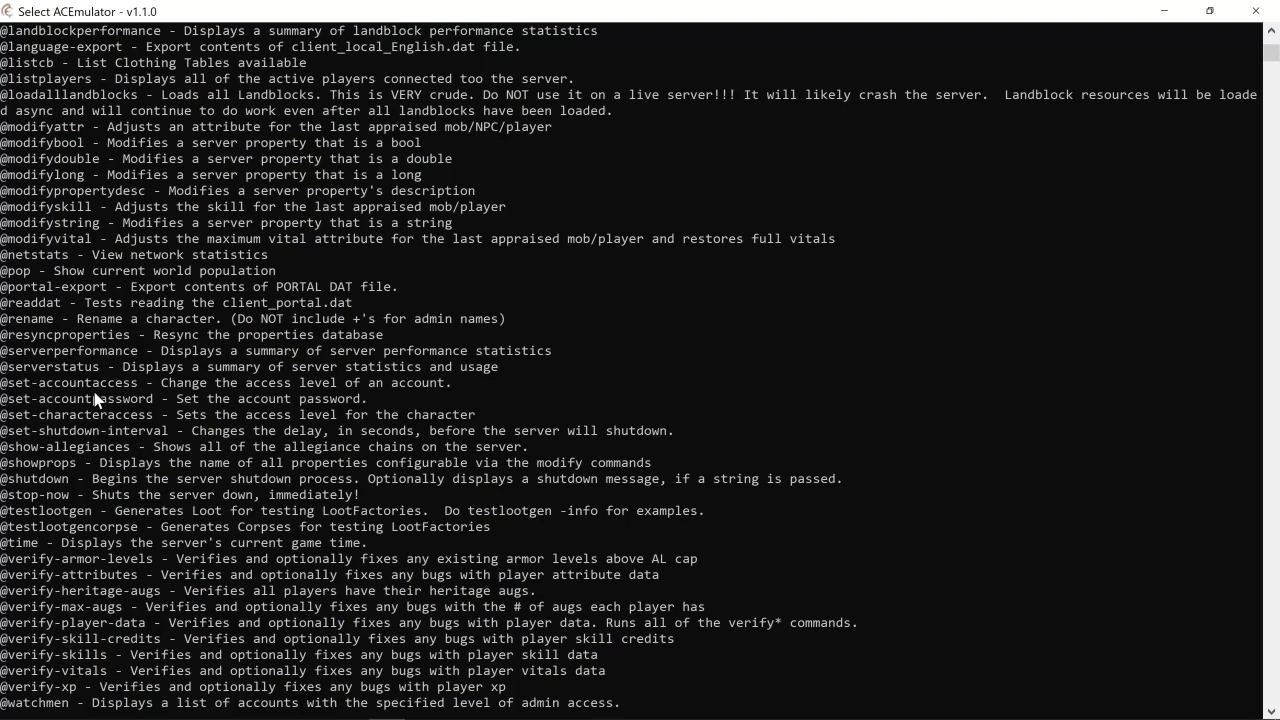 Select ACEmulator - v1.1.0
@landblockperformance - Displays a summary of landblock performance statistics
@language-export - Export contents of client_local_English.dat file.
@listcb - List Clothing Tables available
@listplayers - Displays all of the active players connected too the server.
@loadalllandblocks - Loads all Landblocks. This is VERY crude. Do NOT use it on a live server!!! It will likely crash the server.  Landblock resources will be loade
d async and will continue to do work even after all landblocks have been loaded.
@modifyattr - Adjusts an attribute for the last appraised mob/NPC/player
@modifybool - Modifies a server property that is a bool
@modifydouble - Modifies a server property that is a double
@modifylong - Modifies a server property that is a long
@modifypropertydesc - Modifies a server property's description
@modifyskill - Adjusts the skill for the last appraised mob/player
@modifystring - Modifies a server property that is a string
@modifyvital - Adjusts the maximum vital attribute for the last appraised mob/player and restores full vitals
@netstats - View network statistics
@pop - Show current world population
@portal-export - Export contents of PORTAL DAT file.
@readdat - Tests reading the client_portal.dat
@rename - Rename a character. (Do NOT include +'s for admin names)
@resyncproperties - Resync the properties database
@serverperformance - Displays a summary of server performance statistics
@serverstatus - Displays a summary of server statistics and usage
@set-accountaccess - Change the access level of an account.
@set-accountpassword - Set the account password.
@set-characteraccess - Sets the access level for the character
@set-shutdown-interval - Changes the delay, in seconds, before the server will shutdown.
@show-allegiances - Shows all of the allegiance chains on the server.
@showprops - Displays the name of all properties configurable via the modify commands
@shutdown - Begins the server shutdown process. Optionally displays a shutdown message, if a string is passed.
@stop-now - Shuts the server down, immediately!
@testlootgen - Generates Loot for testing LootFactories.  Do testlootgen -info for examples.
@testlootgencorpse - Generates Corpses for testing LootFactories
@time - Displays the server's current game time.
@verify-armor-levels - Verifies and optionally fixes any existing armor levels above AL cap
@verify-attributes - Verifies and optionally fixes any bugs with player attribute data
@verify-heritage-augs - Verifies all players have their heritage augs.
@verify-max-augs - Verifies and optionally fixes any bugs with the # of augs each player has
@verify-player-data - Verifies and optionally fixes any bugs with player data. Runs all of the verify* commands.
@verify-skill-credits - Verifies and optionally fixes any bugs with player skill credits
@verify-skills - Verifies and optionally fixes any bugs with player skill data
@verify-vitals - Verifies and optionally fixes any bugs with player vitals data
@verify-xp - Verifies and optionally fixes any bugs with player xp
@watchmen - Displays a list of accounts with the specified level of admin access.